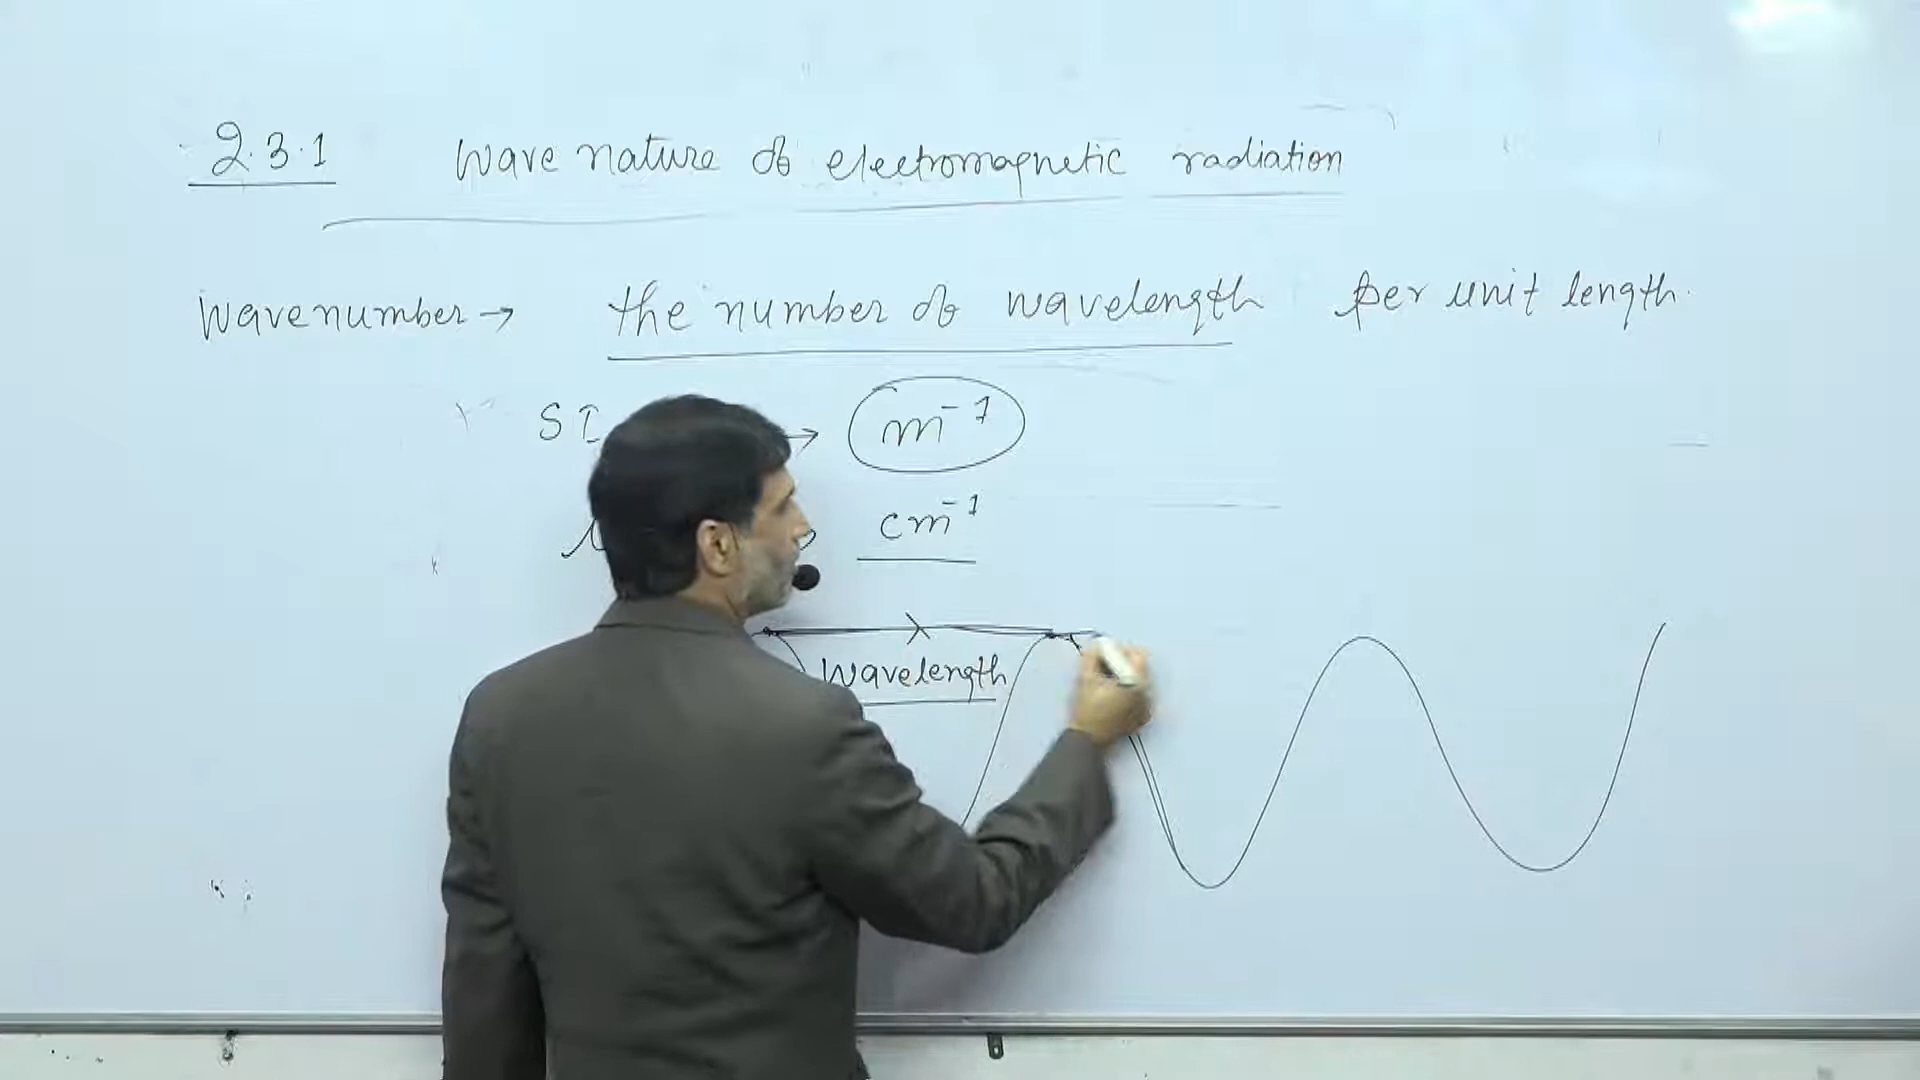 2.3.1 Wave nature of electromagnetic radiation
Wavenumber → the number of wavelength per unit length.
SI → m⁻¹
cm⁻¹
Wavelength